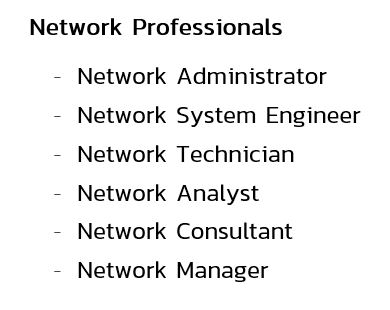 Network Professionals
- Network Administrator
- Network System Engineer
- Network Technician
- Network Analyst
- Network Consultant
- Network Manager